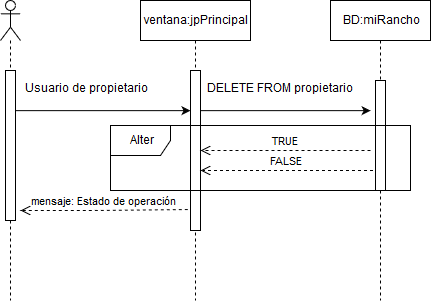 ventana:jpPrincipal
BD:miRancho
Usuario de propietario
DELETE FROM propietario
Alter
TRUE
FALSE
mensaje: Estado de operación